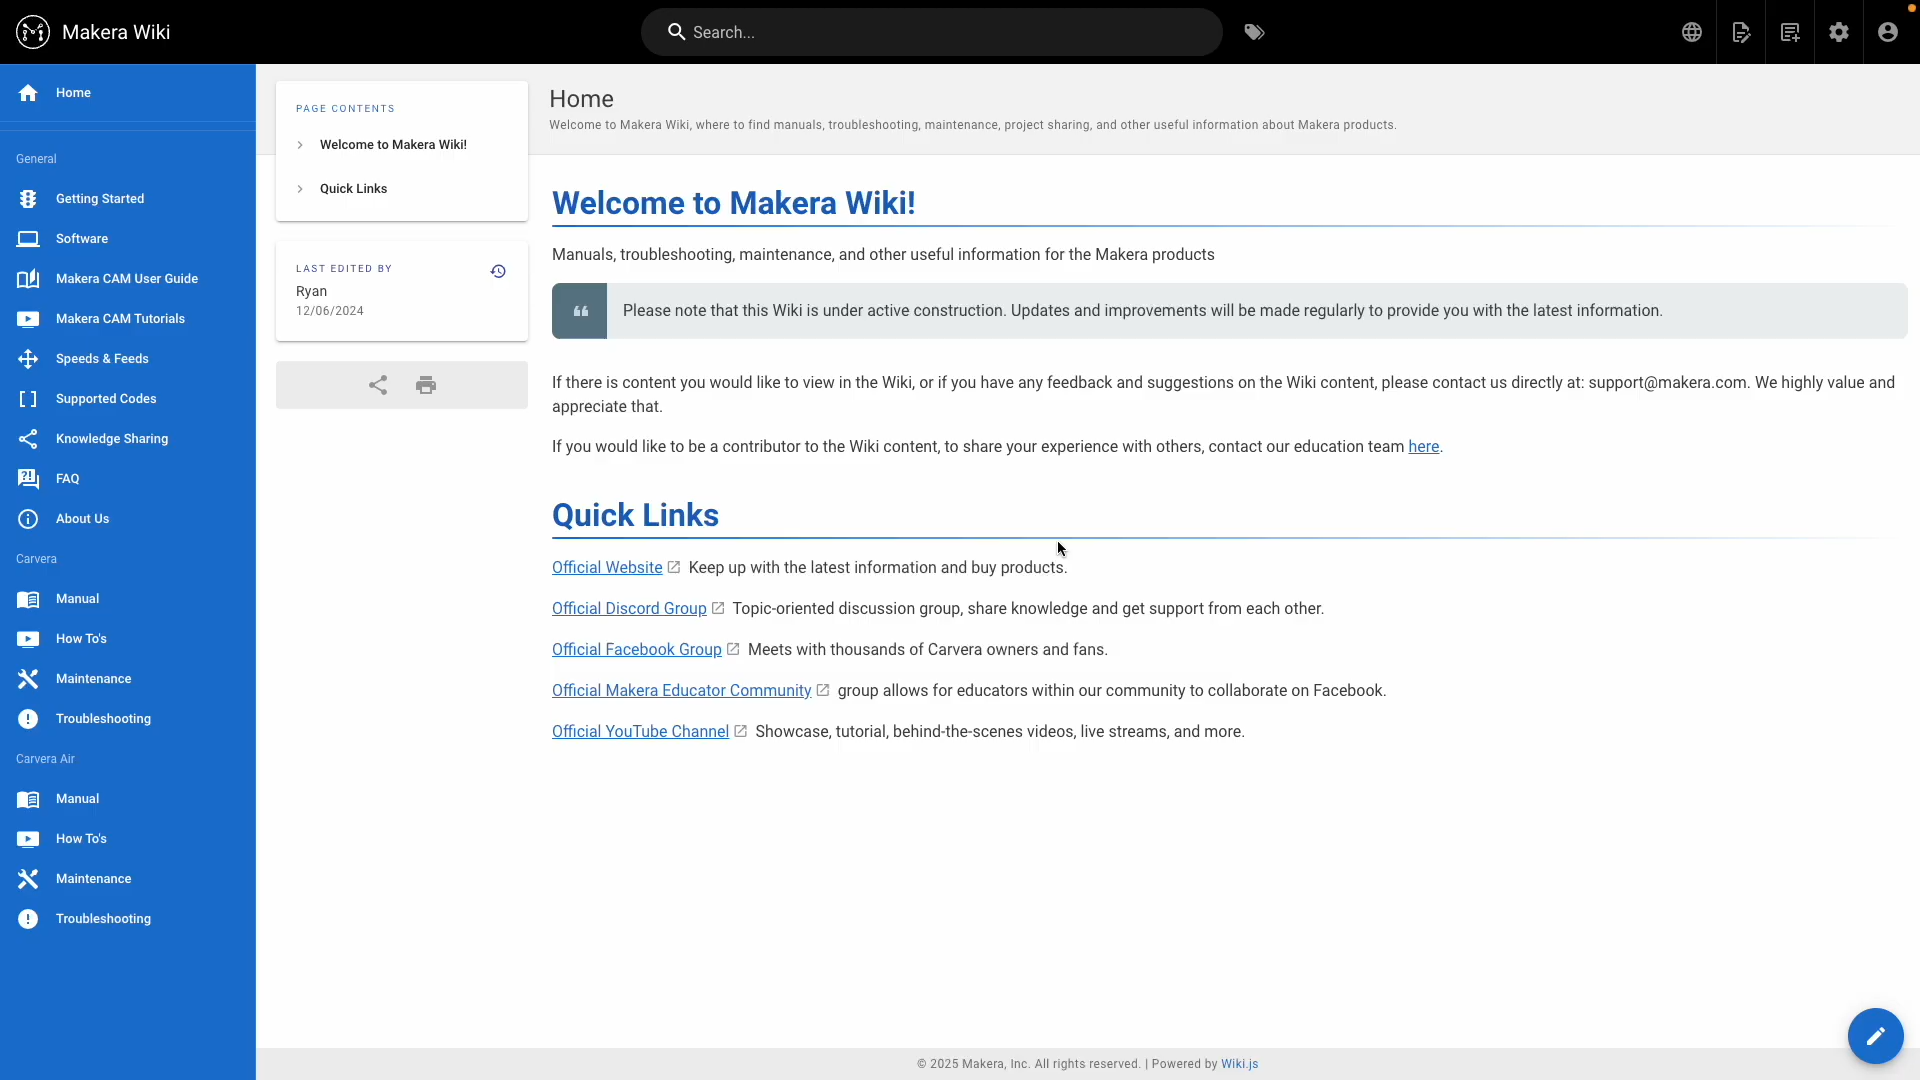 Makera Wiki
Search...
Home
General
Getting Started
Software
Makera CAM User Guide
Makera CAM Tutorials
Speeds & Feeds
Supported Codes
Knowledge Sharing
FAQ
About Us
Carvera
Manual
How To's
Maintenance
Troubleshooting
Carvera Air
Manual
How To's
Maintenance
Troubleshooting
PAGE CONTENTS
Welcome to Makera Wiki!
Quick Links
LAST EDITED BY
Ryan
12/06/2024
Home
Welcome to Makera Wiki, where to find manuals, troubleshooting, maintenance, project sharing, and other useful information about Makera products.
Welcome to Makera Wiki!
Manuals, troubleshooting, maintenance, and other useful information for the Makera products
Please note that this Wiki is under active construction. Updates and improvements will be made regularly to provide you with the latest information.
If there is content you would like to view in the Wiki, or if you have any feedback and suggestions on the Wiki content, please contact us directly at: support@makera.com. We highly value and
appreciate that.
If you would like to be a contributor to the Wiki content, to share your experience with others, contact our education team here.
Quick Links
Official Website Keep up with the latest information and buy products.
Official Discord Group Topic-oriented discussion group, share knowledge and get support from each other.
Official Facebook Group Meets with thousands of Carvera owners and fans.
Official Makera Educator Community group allows for educators within our community to collaborate on Facebook.
Official YouTube Channel Showcase, tutorial, behind-the-scenes videos, live streams, and more.
© 2025 Makera, Inc. All rights reserved. | Powered by Wiki.js